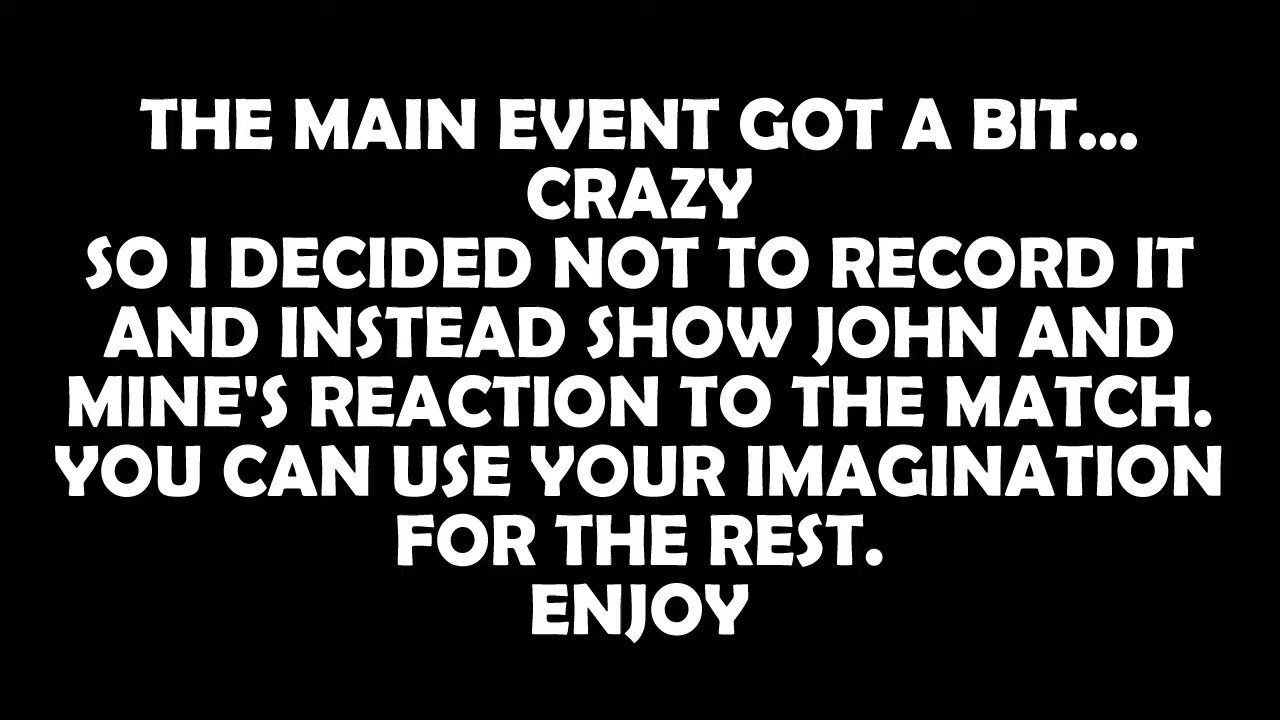 THE MAIN EVENT GOT A BIT...
CRAZY
SO I DECIDED NOT TO RECORD IT
AND INSTEAD SHOW JOHN AND
MINE'S REACTION TO THE MATCH.
YOU CAN USE YOUR IMAGINATION
FOR THE REST.
ENJOY